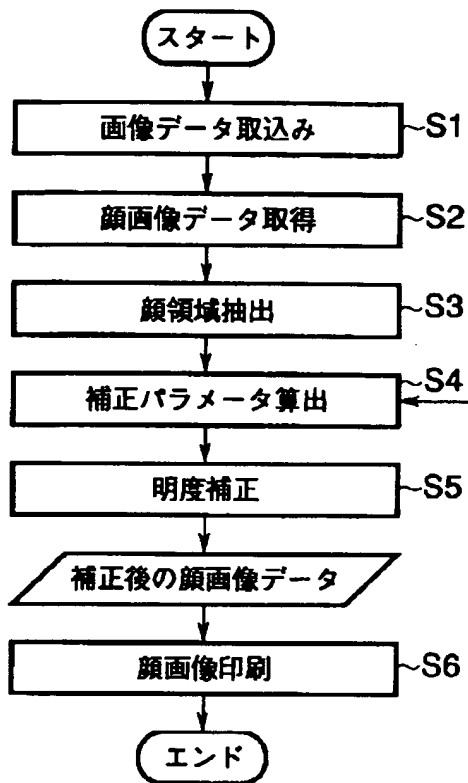 スタート
画像データ取込み ~S1
顔画像データ取得 ~S2
顔領域抽出 ~S3
補正パラメータ算出 ~S4
明度補正 ~S5
補正後の顔画像データ
顔画像印刷 ~S6
エンド